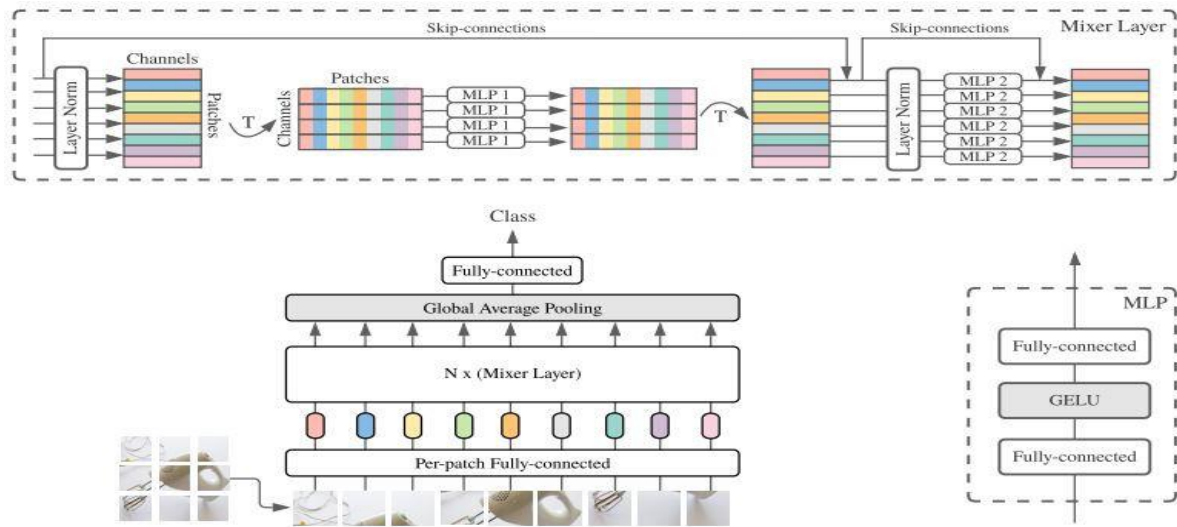 Skip-connections
Skip-connections
Mixer Layer
Channels
Layer Norm
Patches
T
Channels
Patches
MLP 1
MLP 1
MLP 1
MLP 1
T
Layer Norm
MLP 2
MLP 2
MLP 2
MLP 2
MLP 2
MLP 2
Class
Fully-connected
Global Average Pooling
N x (Mixer Layer)
Per-patch Fully-connected
MLP
Fully-connected
GELU
Fully-connected